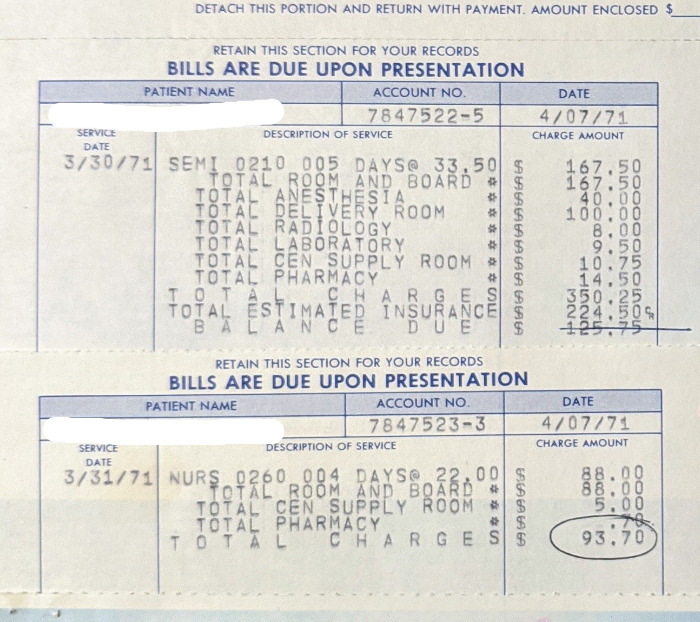 DETACH THIS PORTION AND RETURN WITH PAYMENT. AMOUNT ENCLOSED $
RETAIN THIS SECTION FOR YOUR RECORDS
BILLS ARE DUE UPON PRESENTATION
PATIENT NAME ACCOUNT NO. DATE
7847522-5 4/07/71
SERVICE DATE DESCRIPTION OF SERVICE CHARGE AMOUNT
3/30/71 SEMI 0210 005 DAYS@ 33.50 $ 167.50
TOTAL ROOM AND BOARD * $ 167.50
TOTAL ANESTHESIA * $ 40.00
TOTAL DELIVERY ROOM * $ 100.00
TOTAL RADIOLOGY * $ 8.00
TOTAL LABORATORY * $ 9.50
TOTAL CEN SUPPLY ROOM * $ 10.75
TOTAL PHARMACY * $ 14.50
TOTAL CHARGES $ 350.25
TOTAL ESTIMATED INSURANCE $ 224.50CR
BALANCE DUE $ 125.75
RETAIN THIS SECTION FOR YOUR RECORDS
BILLS ARE DUE UPON PRESENTATION
PATIENT NAME ACCOUNT NO. DATE
7847523-3 4/07/71
SERVICE DATE DESCRIPTION OF SERVICE CHARGE AMOUNT
3/31/71 NURS 0260 004 DAYS@ 22.00 $ 88.00
TOTAL ROOM AND BOARD * $ 88.00
TOTAL CEN SUPPLY ROOM * $ 5.00
TOTAL PHARMACY * $ .70
TOTAL CHARGES $ 93.70